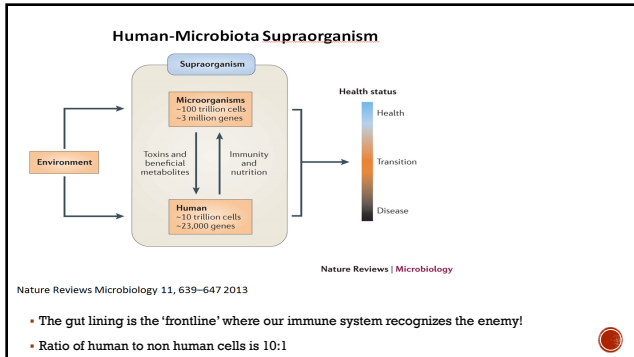 Human-Microbiota Supraorganism
Supraorganism
Microorganisms
~100 trillion cells
~3 million genes
Environment
Toxins and
beneficial
metabolites
Immunity
and
nutrition
Human
~10 trillion cells
~23,000 genes
Health status
Health
Transition
Disease
Nature Reviews | Microbiology
Nature Reviews Microbiology 11, 639–647 2013
▪ The gut lining is the ‘frontline’ where our immune system recognizes the enemy!
▪ Ratio of human to non human cells is 10:1